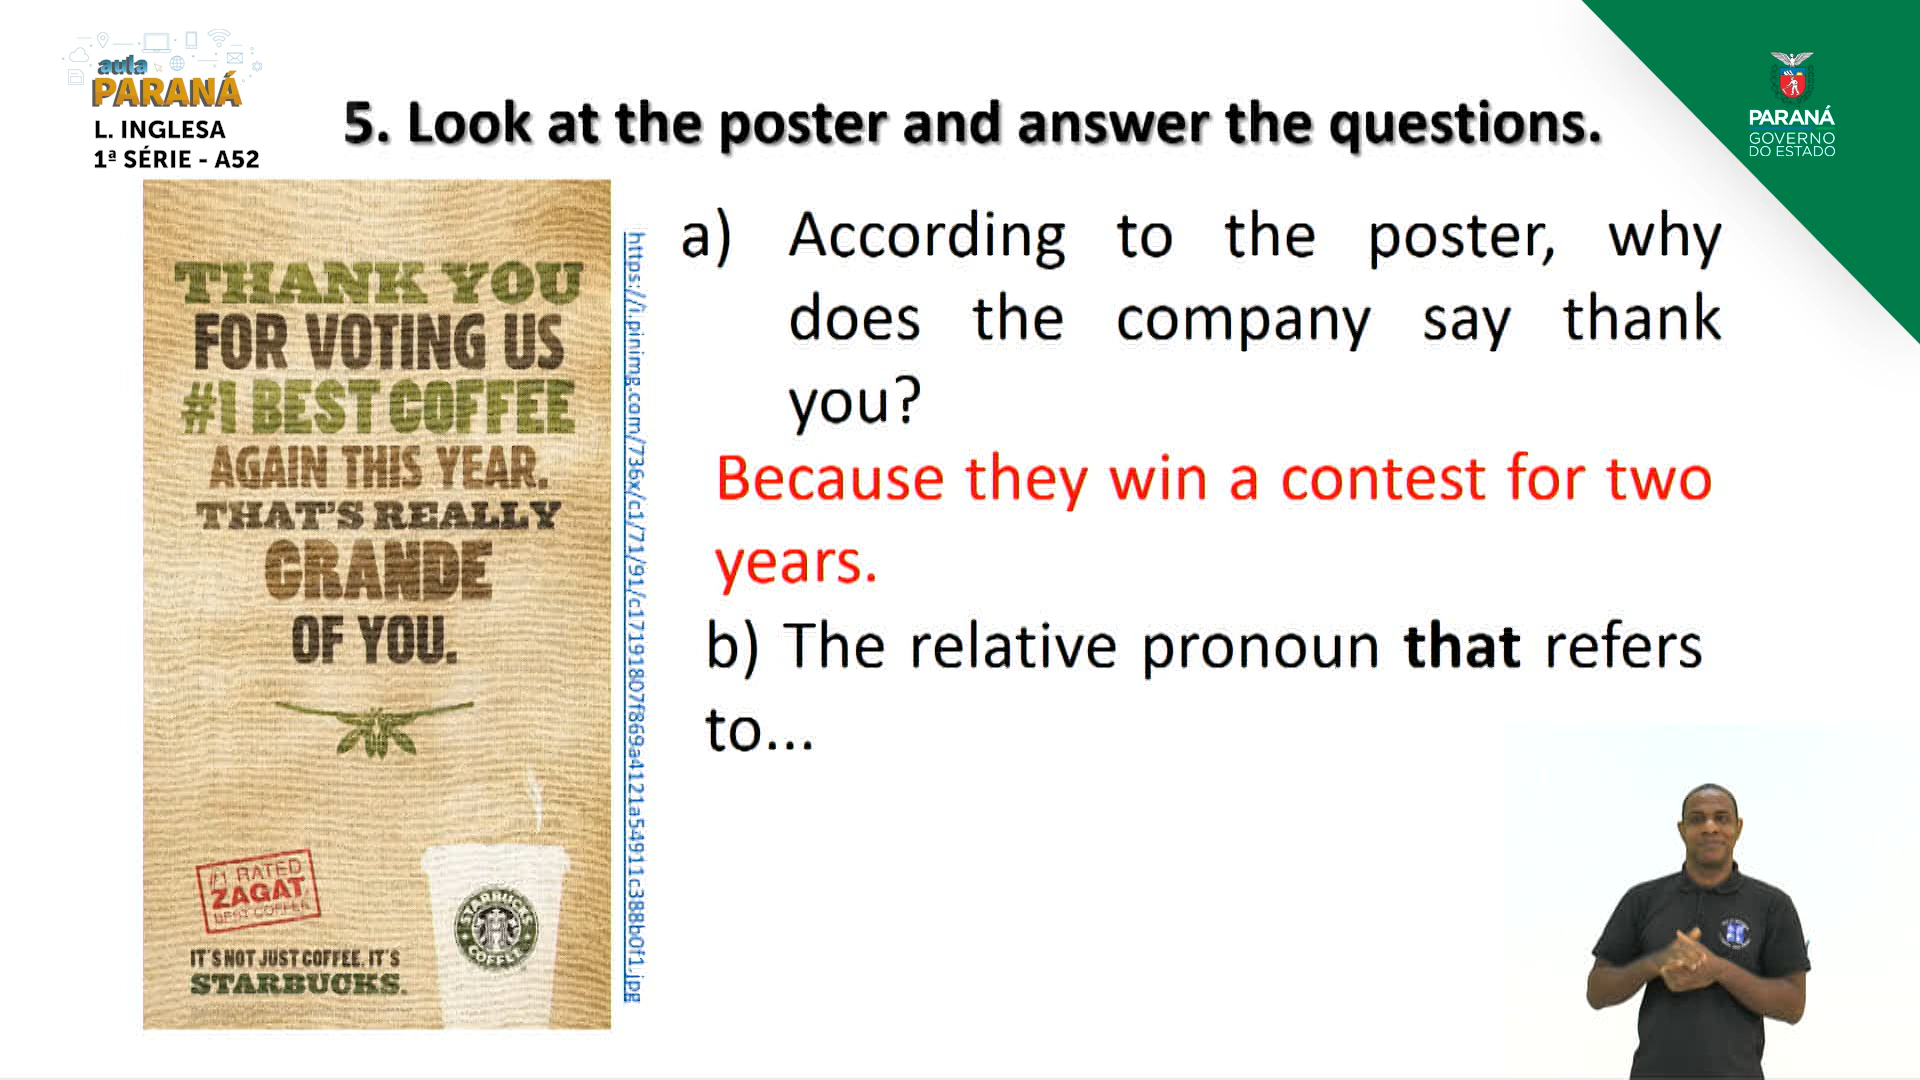 aula
PARANÁ
L. INGLESA
1ª SÉRIE - A52
5. Look at the poster and answer the questions.
PARANÁ
GOVERNO
DO ESTADO
THANK YOU
FOR VOTING US
#1 BEST COFFEE
AGAIN THIS YEAR.
THAT'S REALLY
GRANDE
OF YOU.
#1 RATED
ZAGAT
BEST COFFEE
IT'S NOT JUST COFFEE. IT'S
STARBUCKS.
STARBUCKS
COFFEE
https://i.pinimg.com/736x/c1/71/91/c17191807f869a4121a54911c388b0f1.jpg
a) According to the poster, why
does the company say thank
you?
Because they win a contest for two
years.
b) The relative pronoun that refers
to...